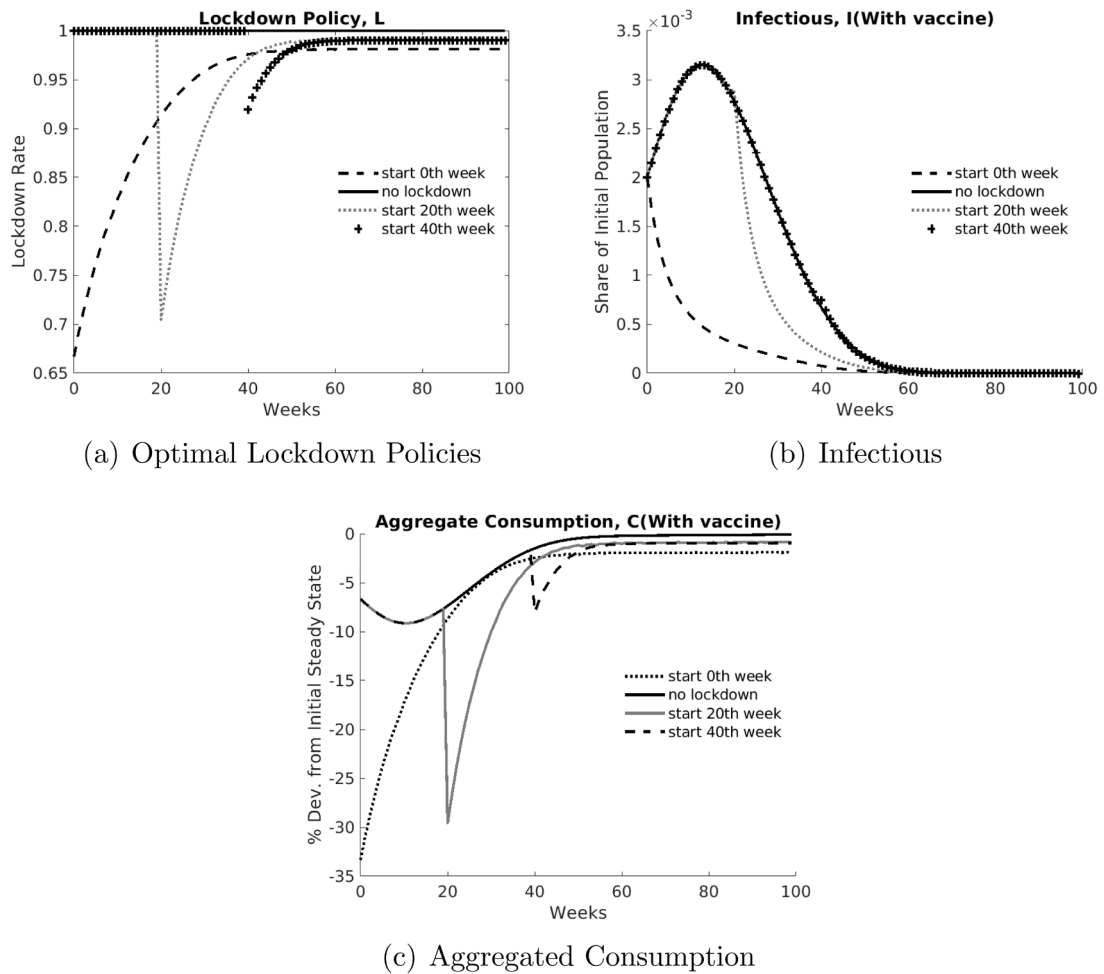 Lockdown Policy, L
1
0.95
0.9
0.85
0.8
0.75
0.7
0.65
Lockdown Rate
start 0th week
no lockdown
start 20th week
start 40th week
0 20 40 60 80 100
Weeks
(a) Optimal Lockdown Policies
×10⁻³
Infectious, I(With vaccine)
3.5
3
2.5
2
1.5
1
0.5
0
Share of Initial Population
start 0th week
no lockdown
start 20th week
start 40th week
0 20 40 60 80 100
Weeks
(b) Infectious
Aggregate Consumption, C(With vaccine)
0
-5
-10
-15
-20
-25
-30
-35
% Dev. from Initial Steady State
start 0th week
no lockdown
start 20th week
start 40th week
0 20 40 60 80 100
Weeks
(c) Aggregated Consumption